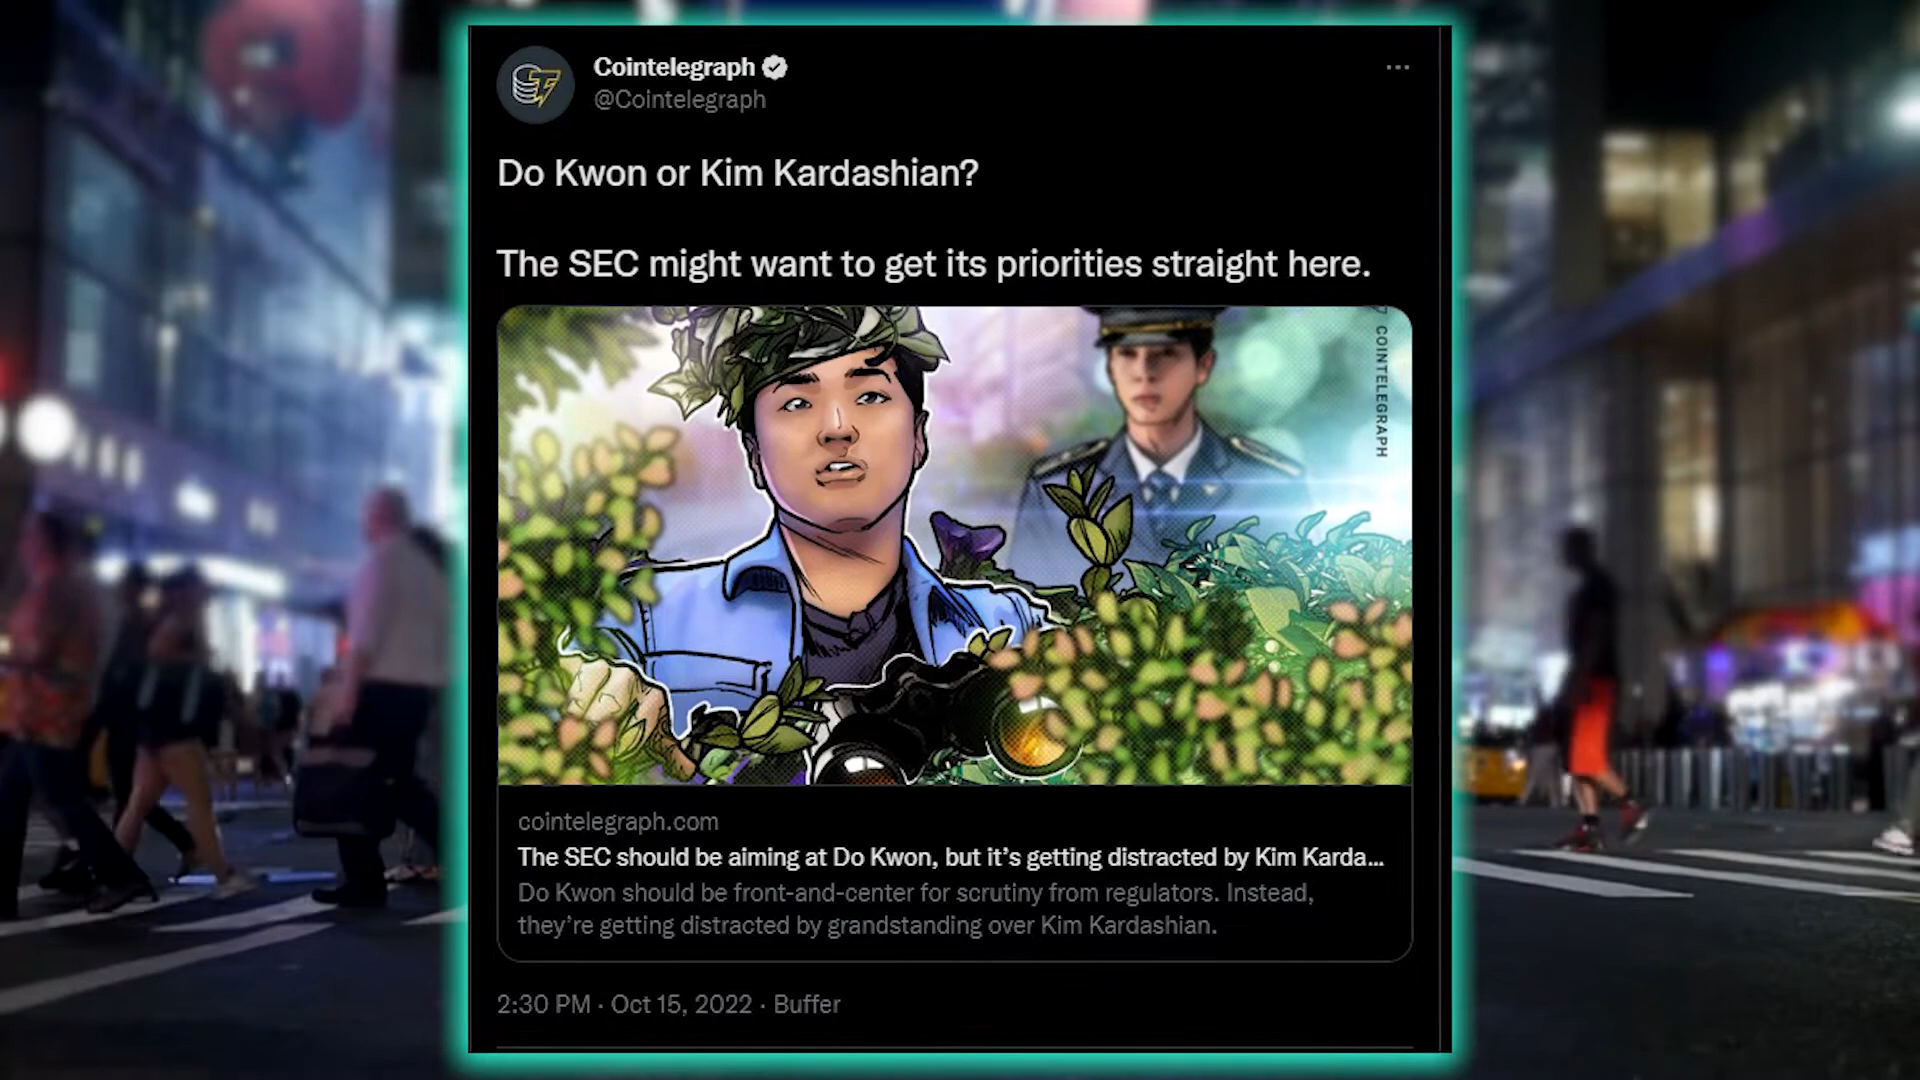 Cointelegraph
@Cointelegraph
Do Kwon or Kim Kardashian?
The SEC might want to get its priorities straight here.
COINTELEGRAPH
cointelegraph.com
The SEC should be aiming at Do Kwon, but it’s getting distracted by Kim Karda...
Do Kwon should be front-and-center for scrutiny from regulators. Instead,
they’re getting distracted by grandstanding over Kim Kardashian.
2:30 PM · Oct 15, 2022 · Buffer